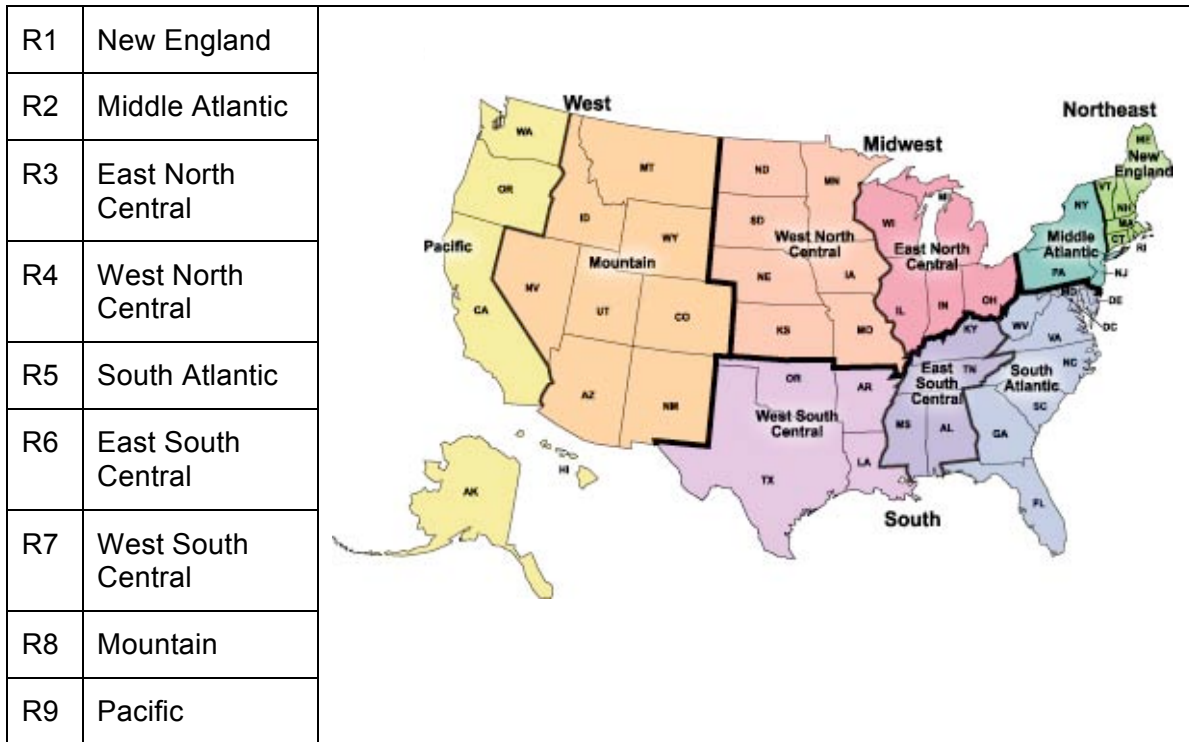 R1 New England
R2 Middle Atlantic
R3 East North
Central
R4 West North
Central
R5 South Atlantic
R6 East South
Central
R7 West South
Central
R8 Mountain
R9 Pacific
West
Northeast
Midwest
WA
ME
New
England
MT
ND
MN
MI
VT
OR
NY
NH
ID
SD
WI
MA
WY
West North
Central
East North
Central
Middle
Atlantic
CT
RI
Pacific
Mountain
PA
NJ
NV
NE
IA
OH
MD
DE
CA
UT
CO
IL
IN
WV
DC
KS
MO
KY
VA
East
South
Central
TN
South
Atlantic
NC
OR
AR
AZ
NM
SC
West South
Central
MS
AL
GA
LA
HI
TX
AK
FL
South